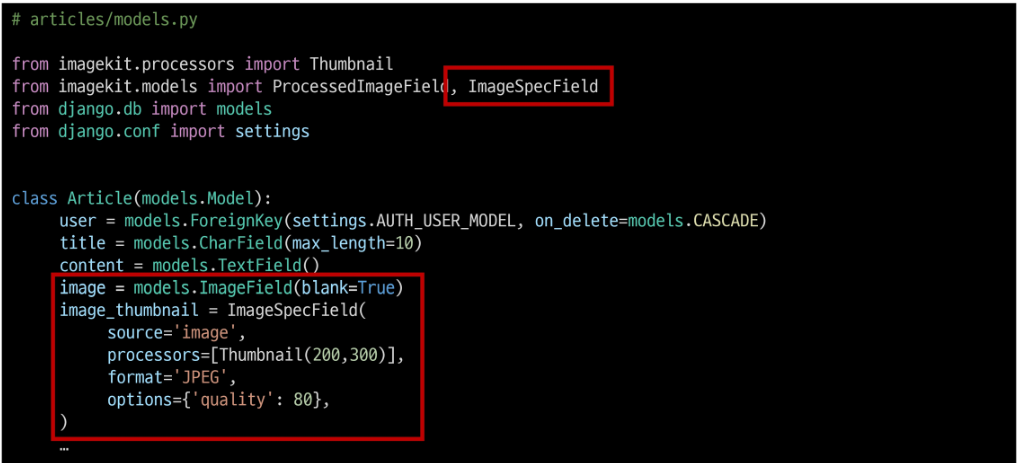 # articles/models.py
from imagekit.processors import Thumbnail
from imagekit.models import ProcessedImageField, ImageSpecField
from django.db import models
from django.conf import settings
class Article(models.Model):
    user = models.ForeignKey(settings.AUTH_USER_MODEL, on_delete=models.CASCADE)
    title = models.CharField(max_length=10)
    content = models.TextField()
    image = models.ImageField(blank=True)
    image_thumbnail = ImageSpecField(
        source='image',
        processors=[Thumbnail(200,300)],
        format='JPEG',
        options={'quality': 80},
    )
    …